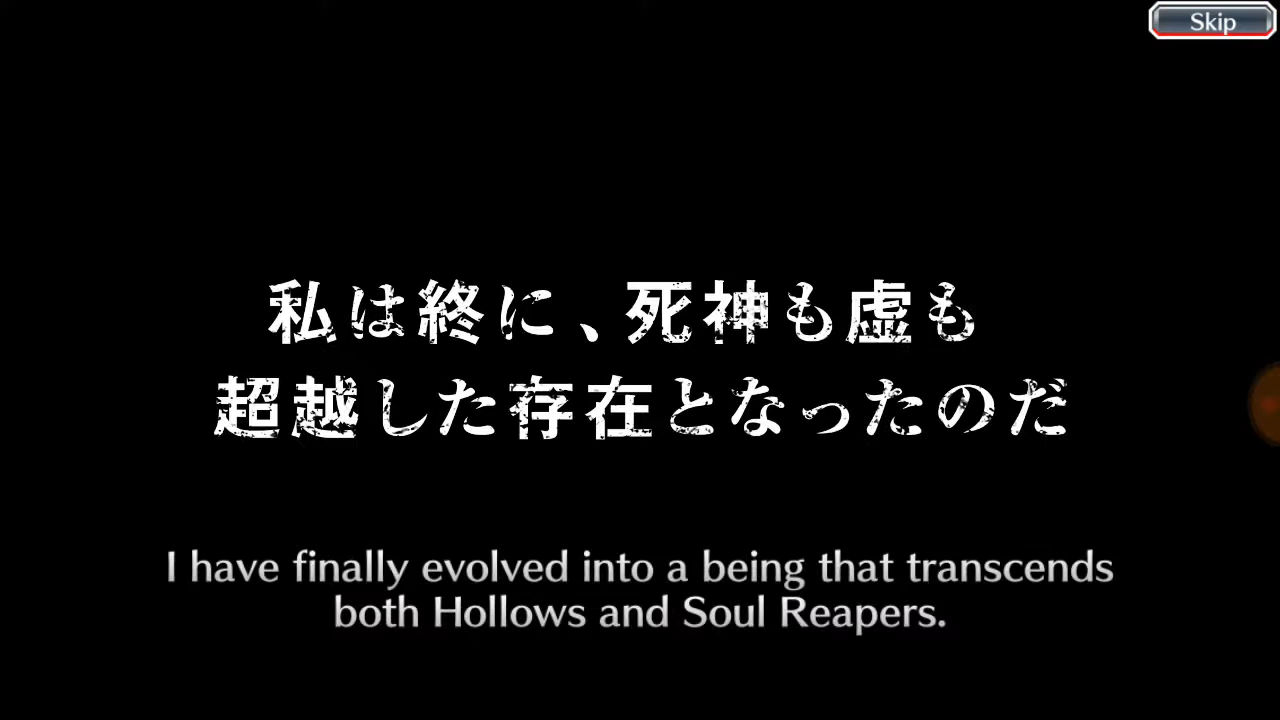 Skip
私は終に、死神も虚も
超越した存在となったのだ
I have finally evolved into a being that transcends
both Hollows and Soul Reapers.